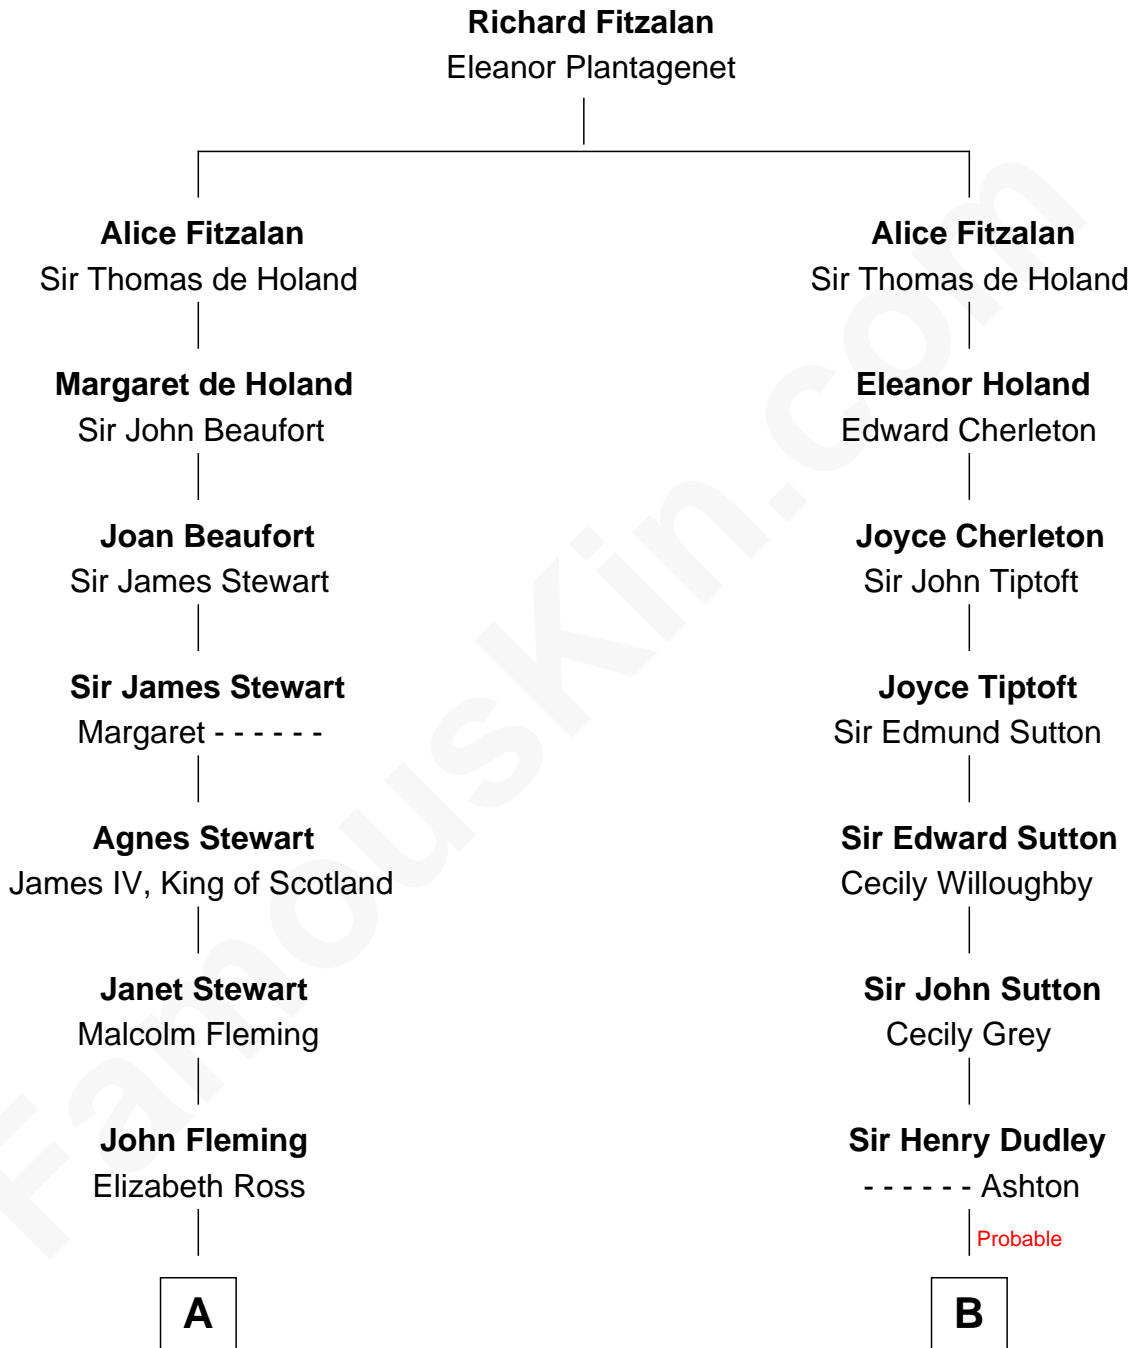 Richard Fitzalan
Eleanor Plantagenet
Alice Fitzalan
Sir Thomas de Holand
Alice Fitzalan
Sir Thomas de Holand
Margaret de Holand
Sir John Beaufort
Eleanor Holand
Edward Cherleton
Joan Beaufort
Sir James Stewart
Joyce Cherleton
Sir John Tiptoft
Sir James Stewart
Margaret - - - - - -
Joyce Tiptoft
Sir Edmund Sutton
Agnes Stewart
James IV, King of Scotland
Sir Edward Sutton
Cecily Willoughby
Janet Stewart
Malcolm Fleming
Sir John Sutton
Cecily Grey
John Fleming
Elizabeth Ross
Sir Henry Dudley
- - - - - - Ashton
Probable
A
B
FamousKin.com